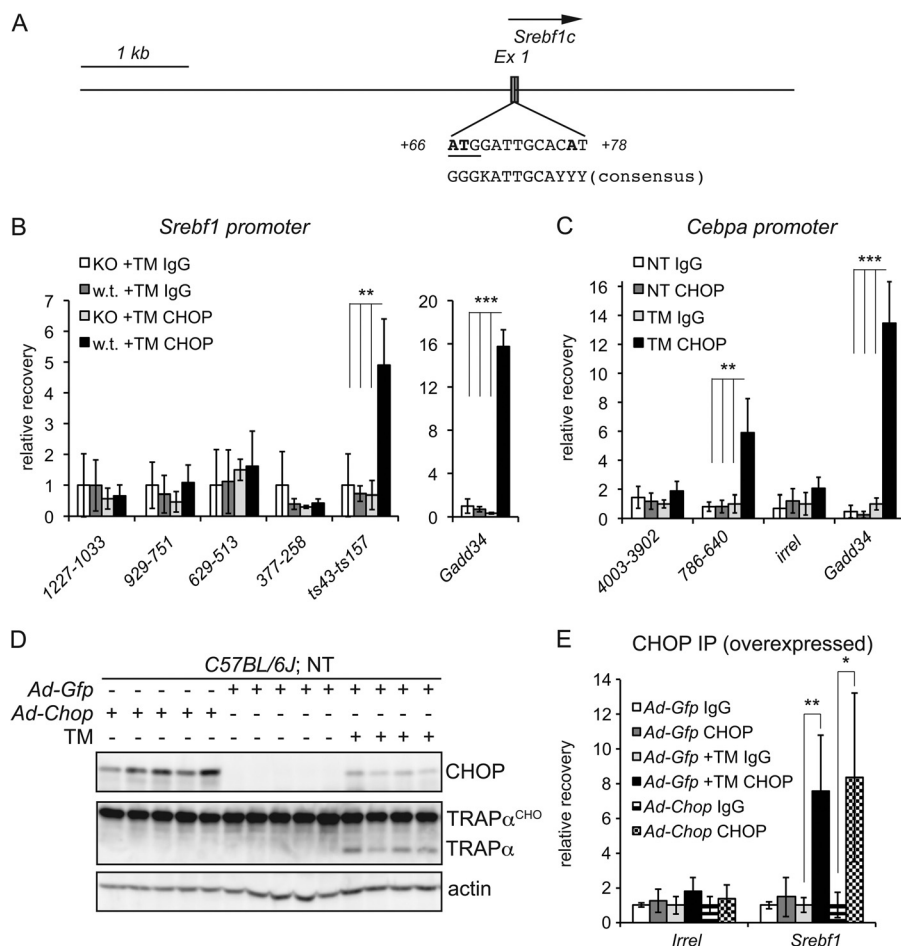 A
Srebf1c
Ex 1
1 kb
+66 ATGGATTGCACAT +78
GGGKATTGCAYYY(consensus)
B Srebf1 promoter
KO +TM IgG
w.t. +TM IgG
KO +TM CHOP
w.t. +TM CHOP
relative recovery
7
6
5
4
3
2
1
0
**
1227-1033
929-751
629-513
377-258
ts43-ts157
20
16
12
8
4
0
***
Gadd34
C Cebpa promoter
NT IgG
NT CHOP
TM IgG
TM CHOP
relative recovery
16
14
12
10
8
6
4
2
0
**
***
4003-3902
786-640
irrel
Gadd34
D
C57BL/6J; NT
Ad-Gfp - - - - - + + + + + + + + +
Ad-Chop + + + + + - - - - - - - - -
TM - - - - - - - - - - + + + +
CHOP
TRAPαCHO
TRAPα
actin
E CHOP IP (overexpressed)
Ad-Gfp IgG
Ad-Gfp CHOP
Ad-Gfp +TM IgG
Ad-Gfp +TM CHOP
Ad-Chop IgG
Ad-Chop CHOP
relative recovery
14
12
10
8
6
4
2
0
**
*
Irrel
Srebf1